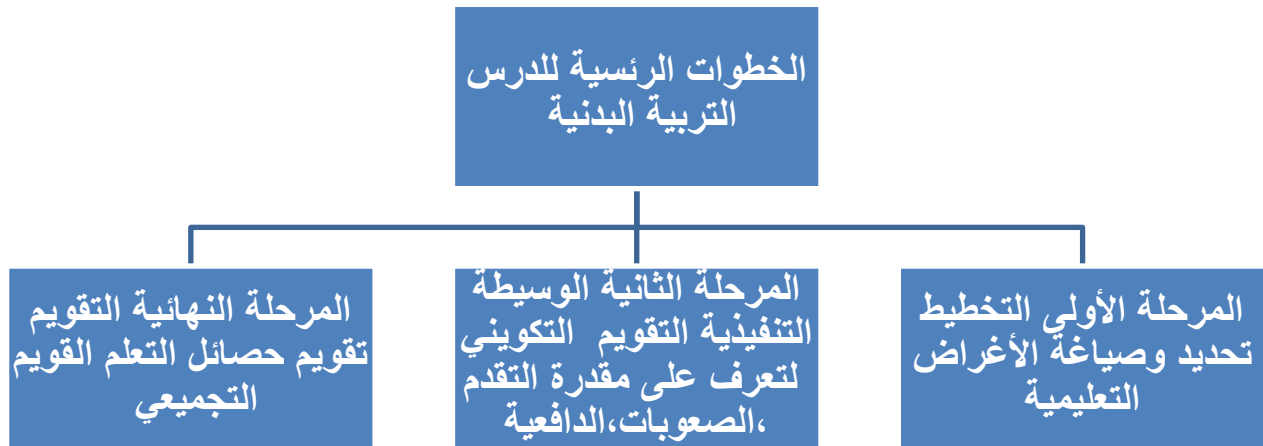 الخطوات الرئسية للدرس
التربية البدنية
المرحلة الأولى التخطيط
تحديد وصياغة الأغراض
التعليمية
المرحلة الثانية الوسيطة
التنفيذية التقويم التكويني
لتعرف على مقدرة التقدم
،الصعوبات،الدافعية
المرحلة النهائية التقويم
تقويم حصائل التعلم القويم
التجميعي